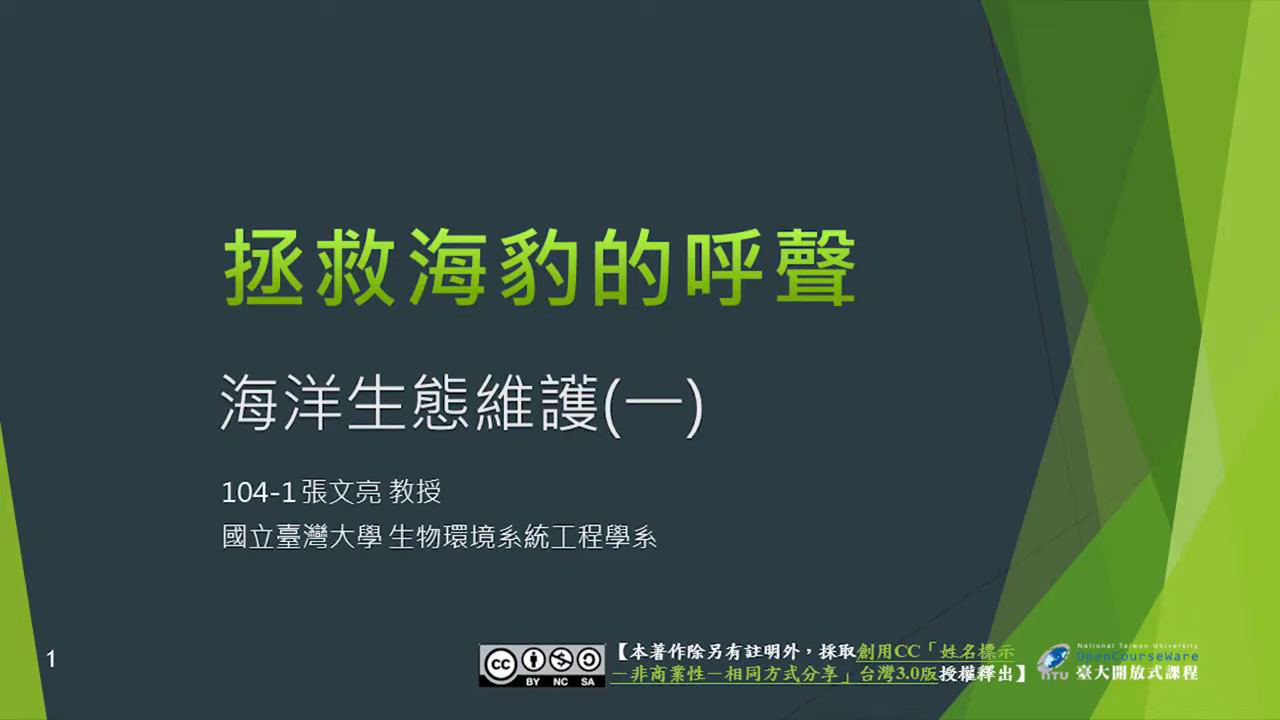 拯救海豹的呼聲
海洋生態維護(一)
104-1 張文亮 教授
國立臺灣大學 生物環境系統工程學系
1
cc
BY NC SA
【本著作除另有註明外，採取創用CC「姓名標示
－非商業性－相同方式分享」台灣3.0版授權釋出】
National Taiwan University
OpenCourseWare
NTU 臺大開放式課程